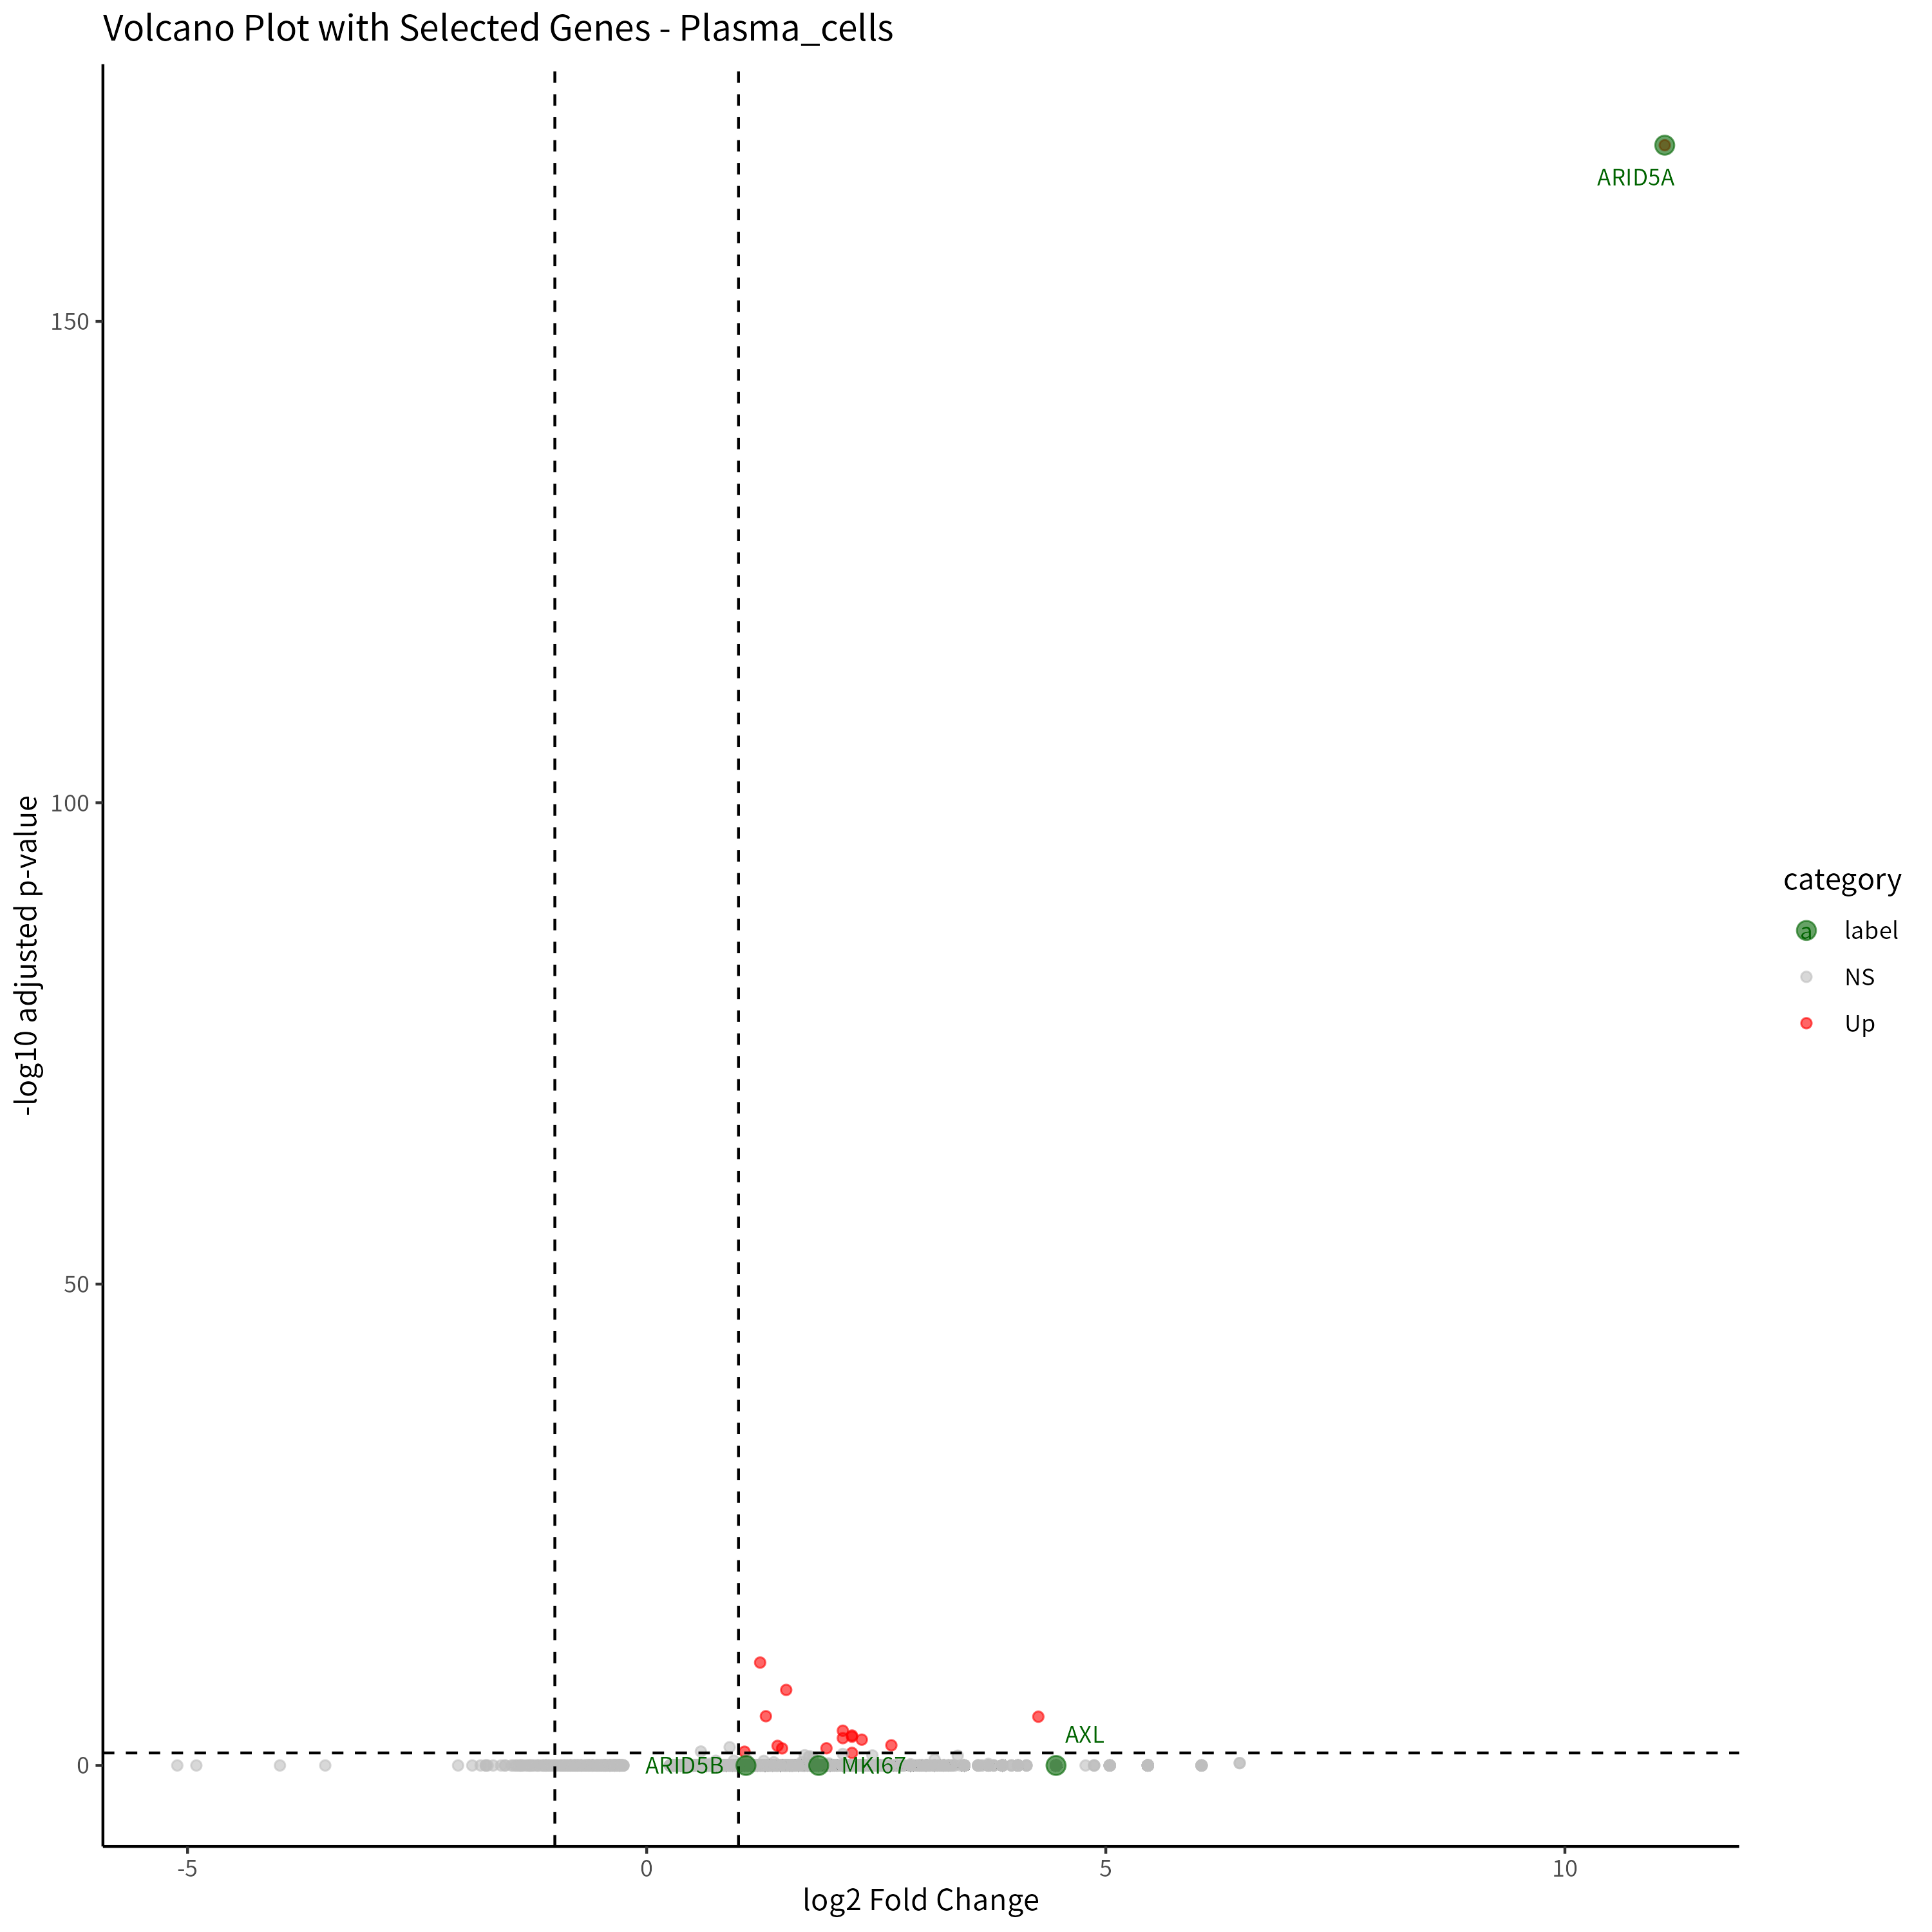 Volcano Plot with Selected Genes - Plasma_cells
ARID5A
150
100
50
0
-log10 adjusted p-value
AXL
ARID5B
MKI67
-5
0
5
10
log2 Fold Change
category
a label
NS
Up